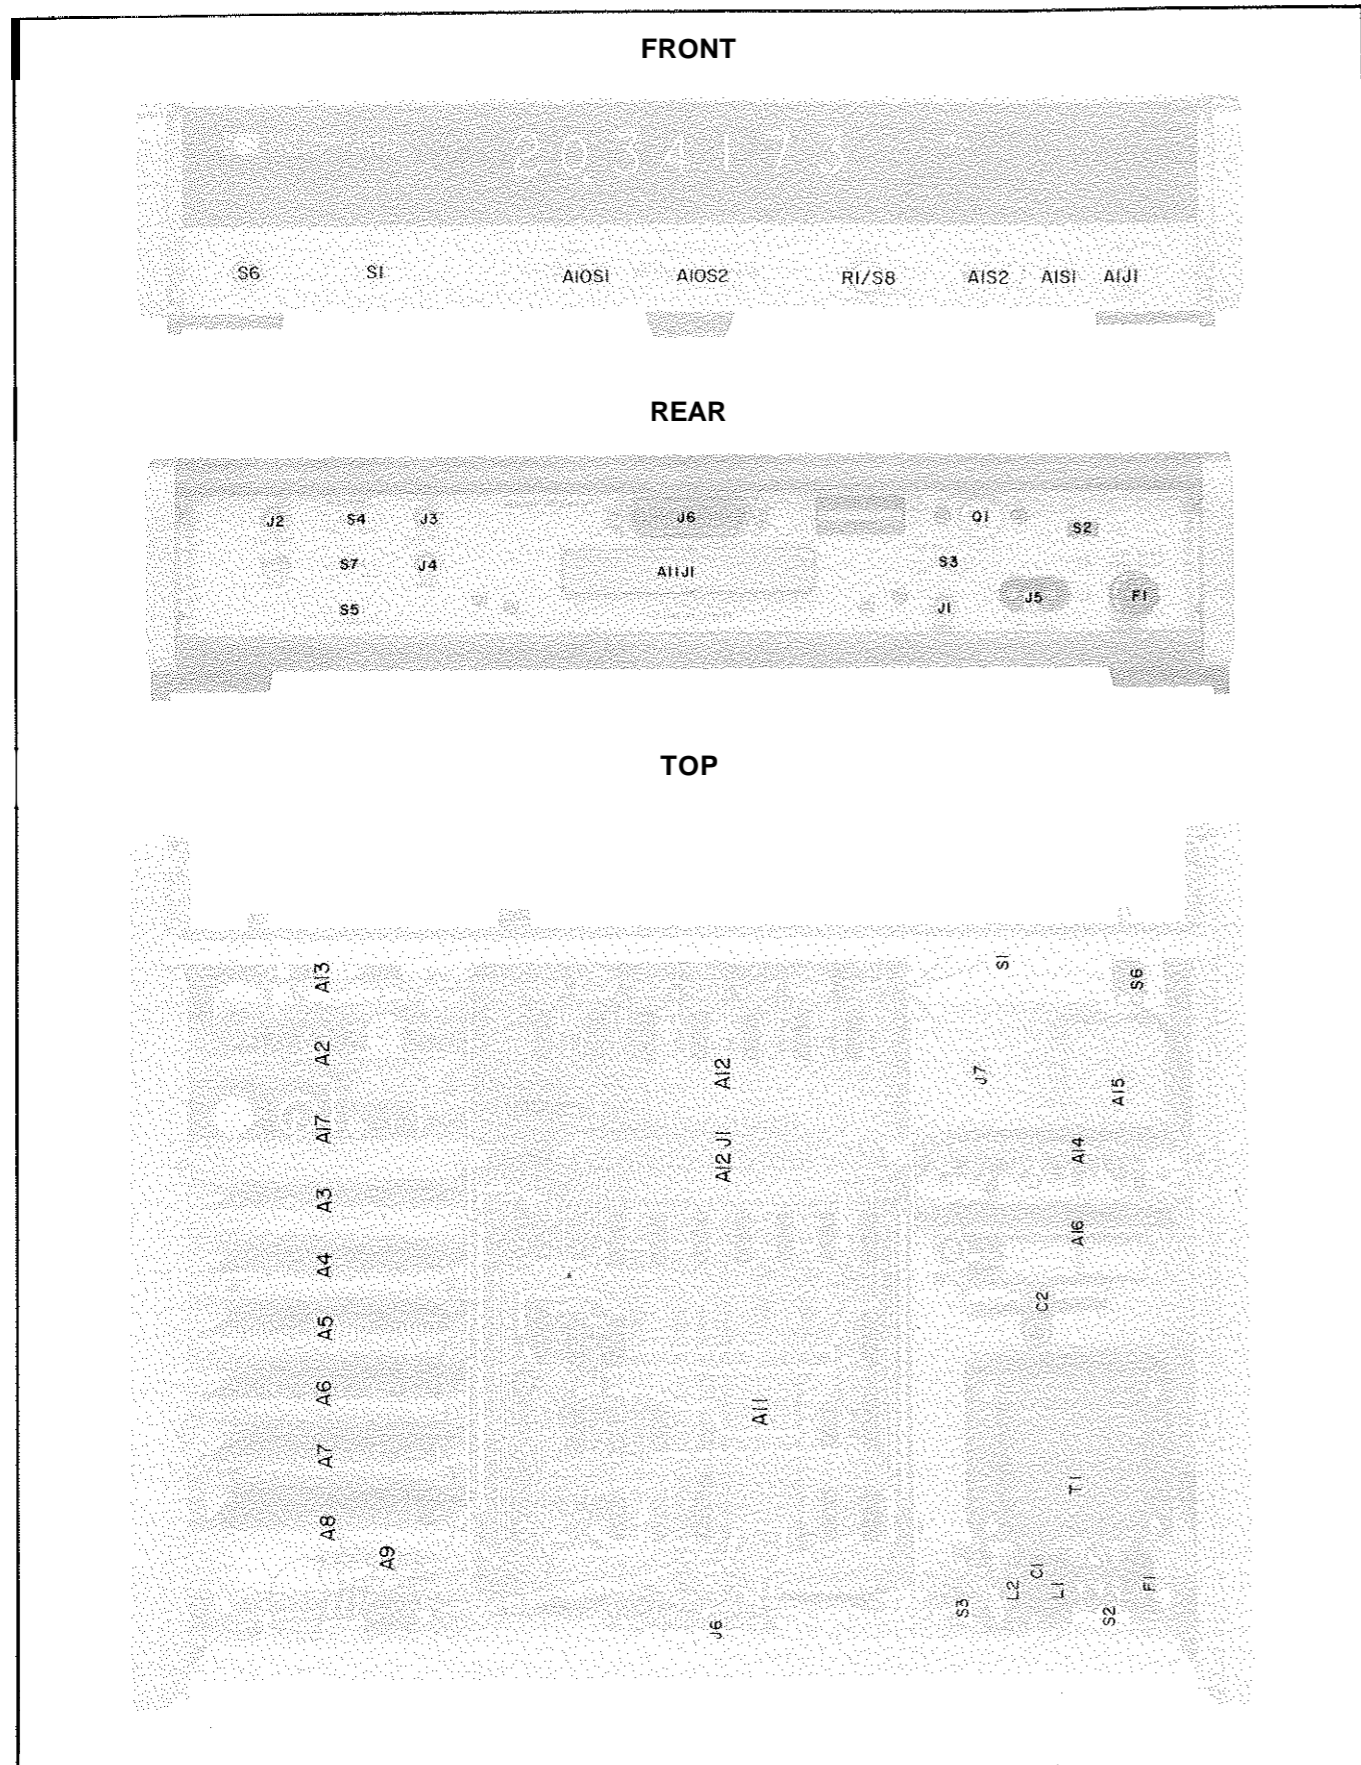 FRONT
2034173
S6 S1 A10S1 A10S2 R1/S8 A1S2 A1S1 A1J1
REAR
J2 S4 J3 J6 Q1 S2
S7 J4 A11J1 S3
S5 J1 J5 F1
TOP
A13 S1 S6
A2 A12 J7 A15
A17 A12J1 A14
A3 A16
A4 C2
A5
A6 A11
A7 T1
A8
A9 C1
L2 L1 F1
J6 S3 S2